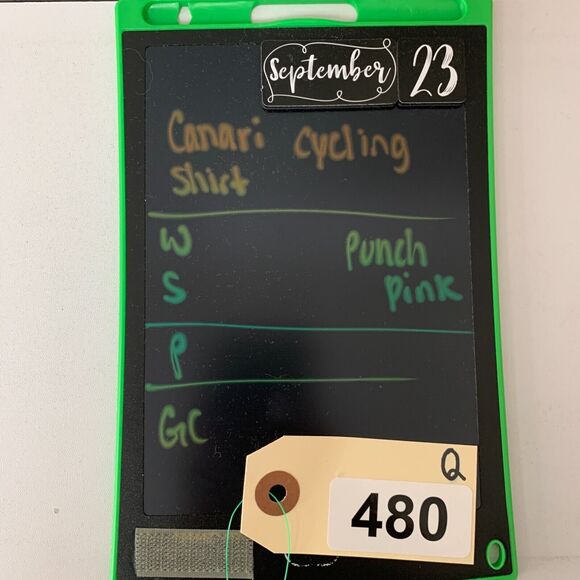 September 23
Canari Cycling
Shirt
W Punch
S Pink
P
GC
Q
480